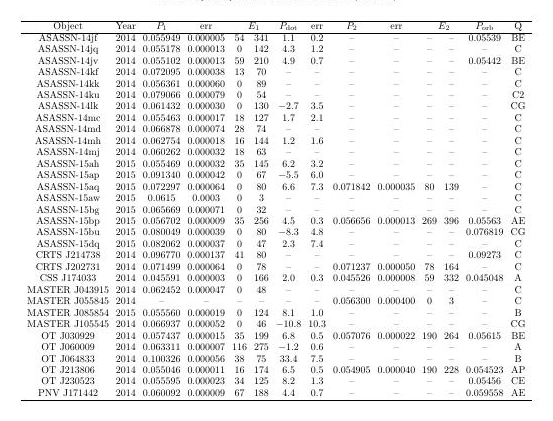 Object Year P1 err E1 Pdot err P2 err E2 Porb Q
ASASSN-14jf 2014 0.055949 0.000005 54 341 1.1 0.2 – – – – 0.05539 BE
ASASSN-14jq 2014 0.055178 0.000013 0 142 4.3 1.2 – – – – – C
ASASSN-14jv 2014 0.055102 0.000013 59 210 4.9 0.7 – – – – 0.05442 BE
ASASSN-14kf 2014 0.072095 0.000038 13 70 – – – – – – – C
ASASSN-14kk 2014 0.056361 0.000060 0 89 – – – – – – – C
ASASSN-14ku 2014 0.079066 0.000079 0 54 – – – – – – – C2
ASASSN-14lk 2014 0.061432 0.000030 0 130 −2.7 3.5 – – – – – CG
ASASSN-14mc 2014 0.055463 0.000017 18 127 1.7 2.1 – – – – – C
ASASSN-14md 2014 0.066878 0.000074 28 74 – – – – – – – C
ASASSN-14mh 2014 0.062754 0.000018 16 144 1.2 1.6 – – – – – C
ASASSN-14mj 2014 0.060262 0.000032 18 63 – – – – – – – C
ASASSN-15ah 2015 0.055469 0.000032 35 145 6.2 3.2 – – – – – C
ASASSN-15ap 2015 0.091340 0.000042 0 67 −5.5 6.0 – – – – – C
ASASSN-15aq 2015 0.072297 0.000064 0 80 6.6 7.3 0.071842 0.000035 80 139 – C
ASASSN-15aw 2015 0.0615 0.0003 0 3 – – – – – – – C
ASASSN-15bg 2015 0.065669 0.000071 0 32 – – – – – – – C
ASASSN-15bp 2015 0.056702 0.000009 35 256 4.5 0.3 0.056656 0.000013 269 396 0.05563 AE
ASASSN-15bu 2015 0.080049 0.000039 0 80 −8.3 4.8 – – – – 0.076819 CG
ASASSN-15dq 2015 0.082062 0.000037 0 47 2.3 7.4 – – – – – C
CRTS J214738 2014 0.096770 0.000137 41 80 – – – – – – 0.09273 C
CRTS J202731 2014 0.071499 0.000064 0 78 – – 0.071237 0.000050 78 164 – C
CSS J174033 2014 0.045591 0.000003 0 166 2.0 0.3 0.045526 0.000008 59 332 0.045048 A
MASTER J043915 2014 0.062452 0.000047 0 48 – – – – – – – C
MASTER J055845 2014 – – – – – – 0.056300 0.000400 0 3 – C
MASTER J085854 2015 0.055560 0.000019 0 124 8.1 1.0 – – – – – B
MASTER J105545 2014 0.066937 0.000052 0 46 −10.8 10.3 – – – – – CG
OT J030929 2014 0.057437 0.000015 35 199 6.8 0.5 0.057076 0.000022 190 264 0.05615 BE
OT J060009 2014 0.063311 0.000007 116 275 −1.2 0.6 – – – – – A
OT J064833 2014 0.100326 0.000056 38 75 33.4 7.5 – – – – – B
OT J213806 2014 0.055046 0.000011 16 174 6.5 0.5 0.054905 0.000040 190 228 0.054523 AP
OT J230523 2014 0.055595 0.000023 34 125 8.2 1.3 – – – – 0.05456 CE
PNV J171442 2014 0.060092 0.000009 67 188 4.4 0.7 – – – – 0.059558 AE